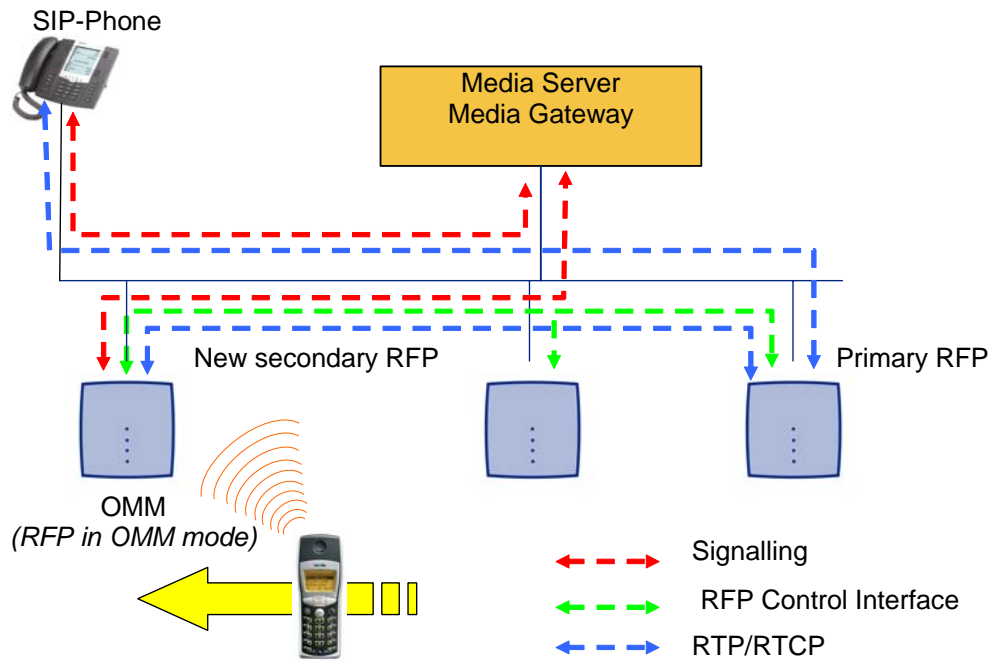 SIP-Phone
Media Server
Media Gateway
New secondary RFP
Primary RFP
OMM
(RFP in OMM mode)
Signalling
RFP Control Interface
RTP/RTCP